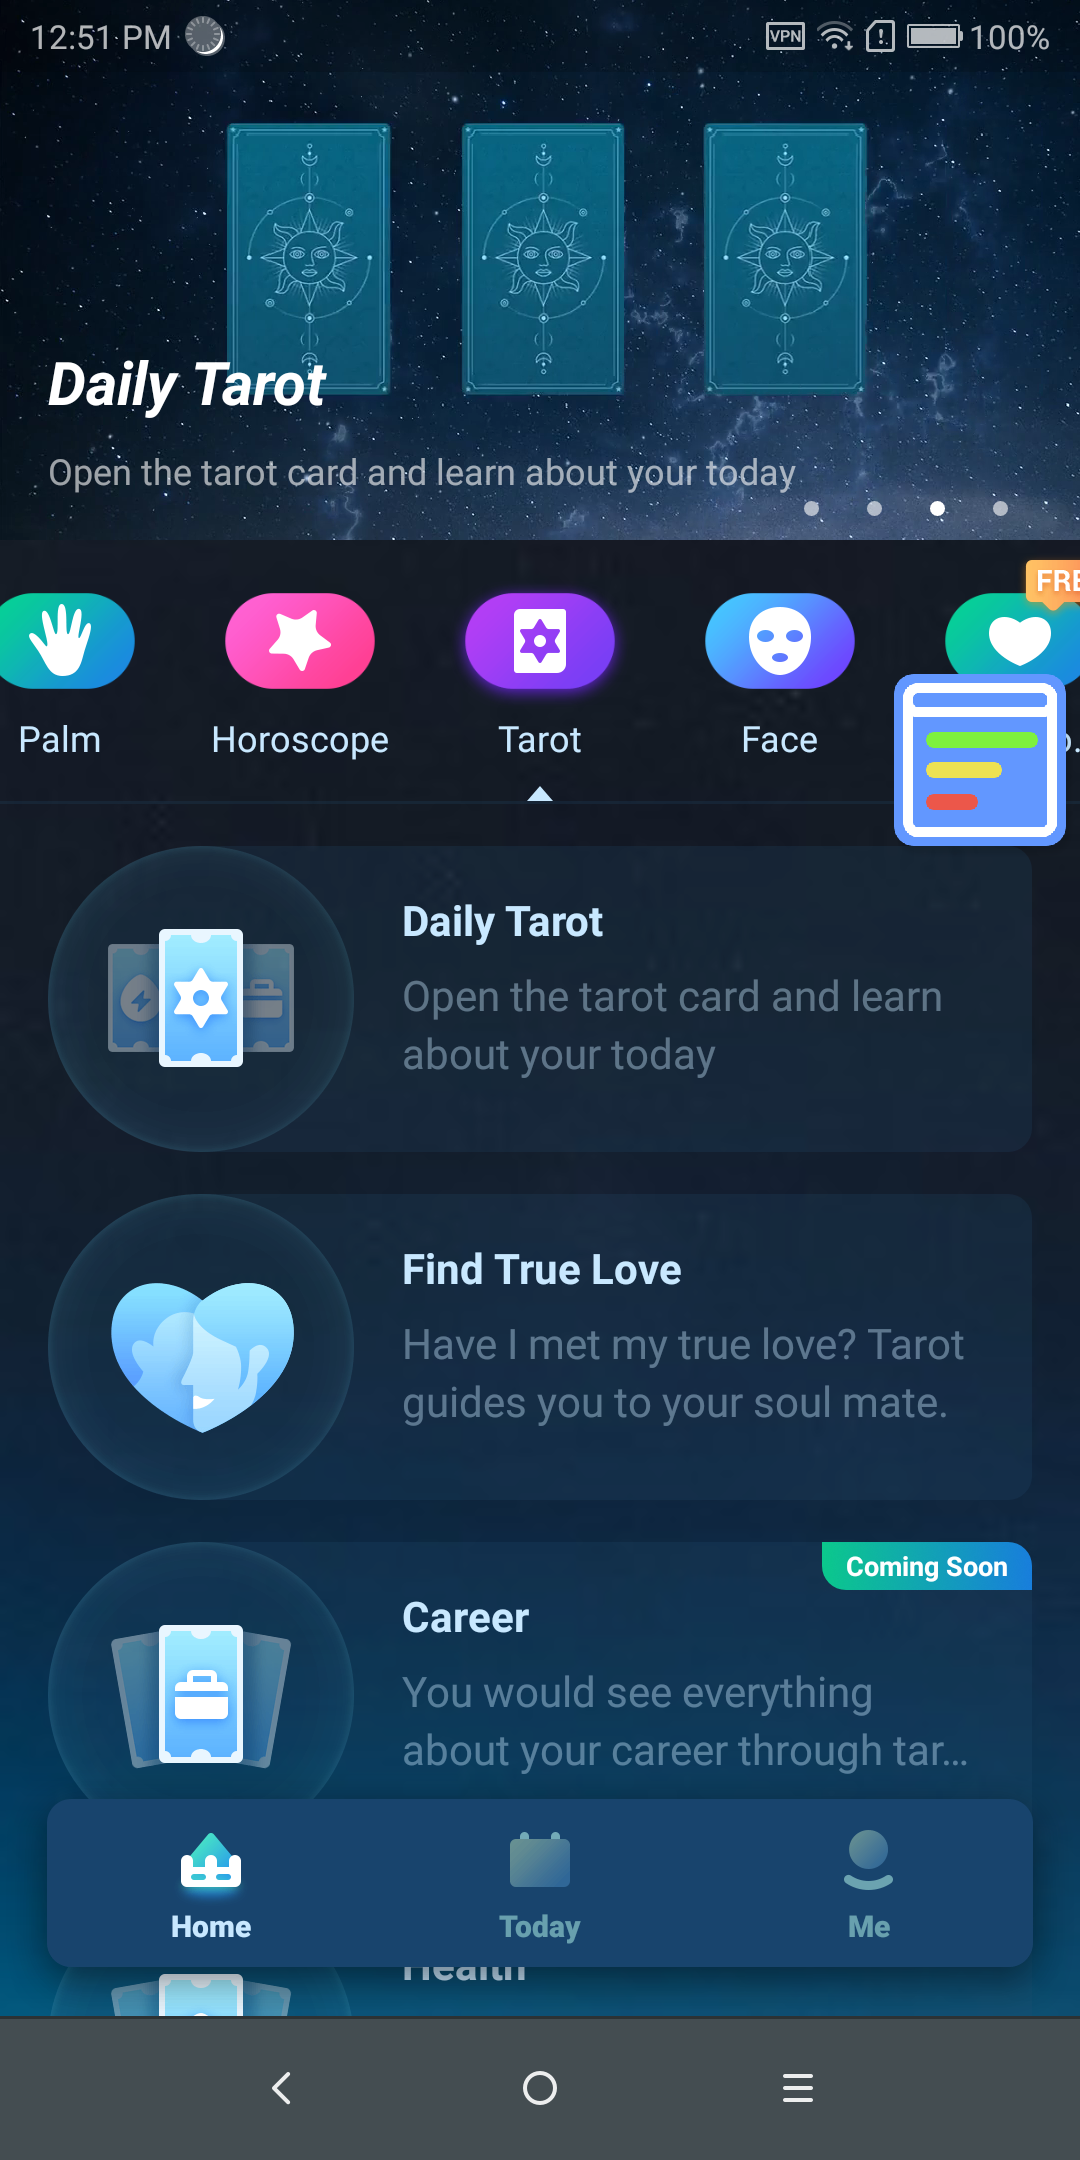 12:51 PM
VPN
100%
Daily Tarot
Open the tarot card and learn about your today
FRE
Palm
Horoscope
Tarot
Face
Daily Tarot
Open the tarot card and learn
about your today
Find True Love
Have I met my true love? Tarot
guides you to your soul mate.
Coming Soon
Career
You would see everything
about your career through tar...
Home
Today
Me
Health